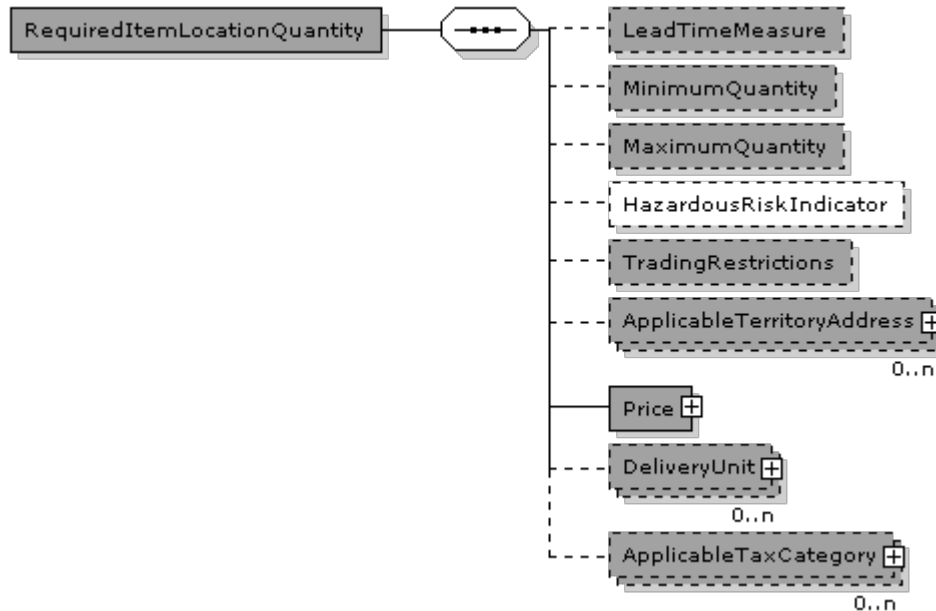 RequiredItemLocationQuantity
LeadTimeMeasure
MinimumQuantity
MaximumQuantity
HazardousRiskIndicator
TradingRestrictions
ApplicableTerritoryAddress
0..n
Price
DeliveryUnit
0..n
ApplicableTaxCategory
0..n